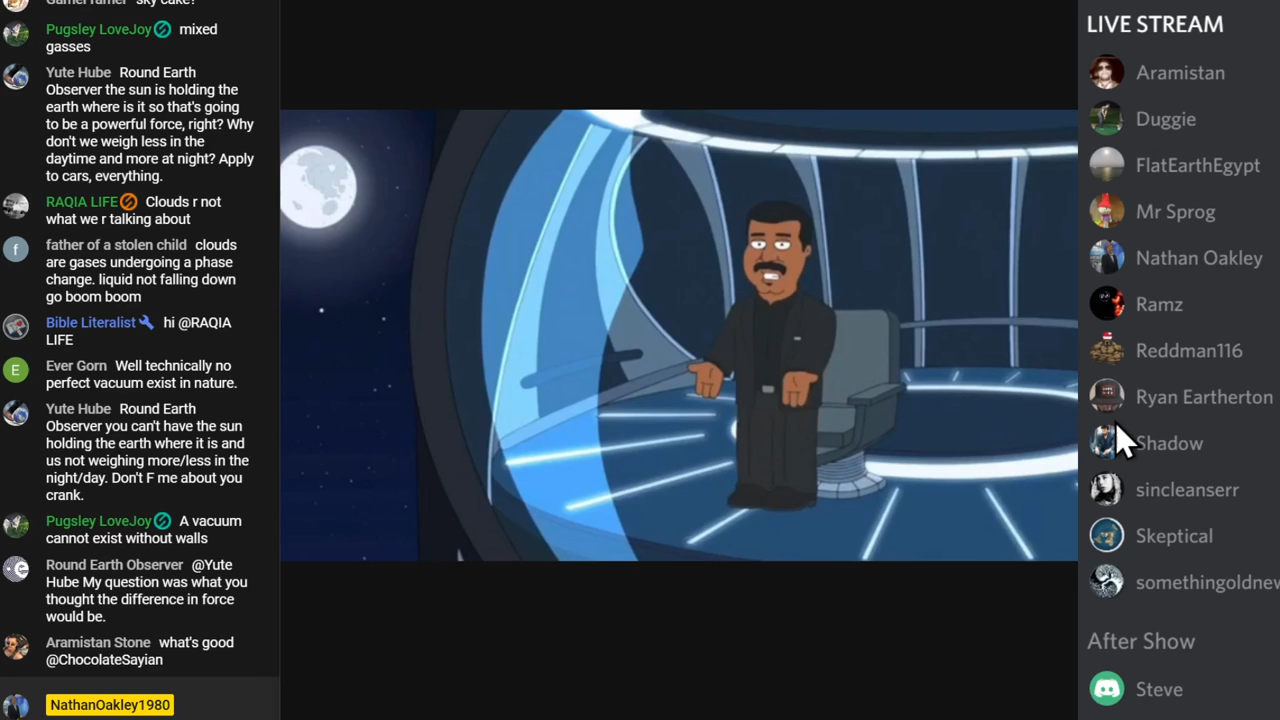 sky cake?
Pugsley LoveJoy mixed
gasses
Yute Hube Round Earth
Observer the sun is holding the
earth where is it so that's going
to be a powerful force, right? Why
don't we weigh less in the
daytime and more at night? Apply
to cars, everything.
RAQIA LIFE Clouds r not
what we r talking about
father of a stolen child clouds
are gases undergoing a phase
change. liquid not falling down
go boom boom
Bible Literalist hi @RAQIA
LIFE
Ever Gorn Well technically no
perfect vacuum exist in nature.
Yute Hube Round Earth
Observer you can't have the sun
holding the earth where it is and
us not weighing more/less in the
night/day. Don't F me about you
crank.
Pugsley LoveJoy A vacuum
cannot exist without walls
Round Earth Observer @Yute
Hube My question was what you
thought the difference in force
would be.
Aramistan Stone what's good
@ChocolateSayian
NathanOakley1980
f
E
LIVE STREAM
Aramistan
Duggie
FlatEarthEgypt
Mr Sprog
Nathan Oakley
Ramz
Reddman116
Ryan Eartherton
Shadow
sincleanserr
Skeptical
somethingoldnew
After Show
Steve